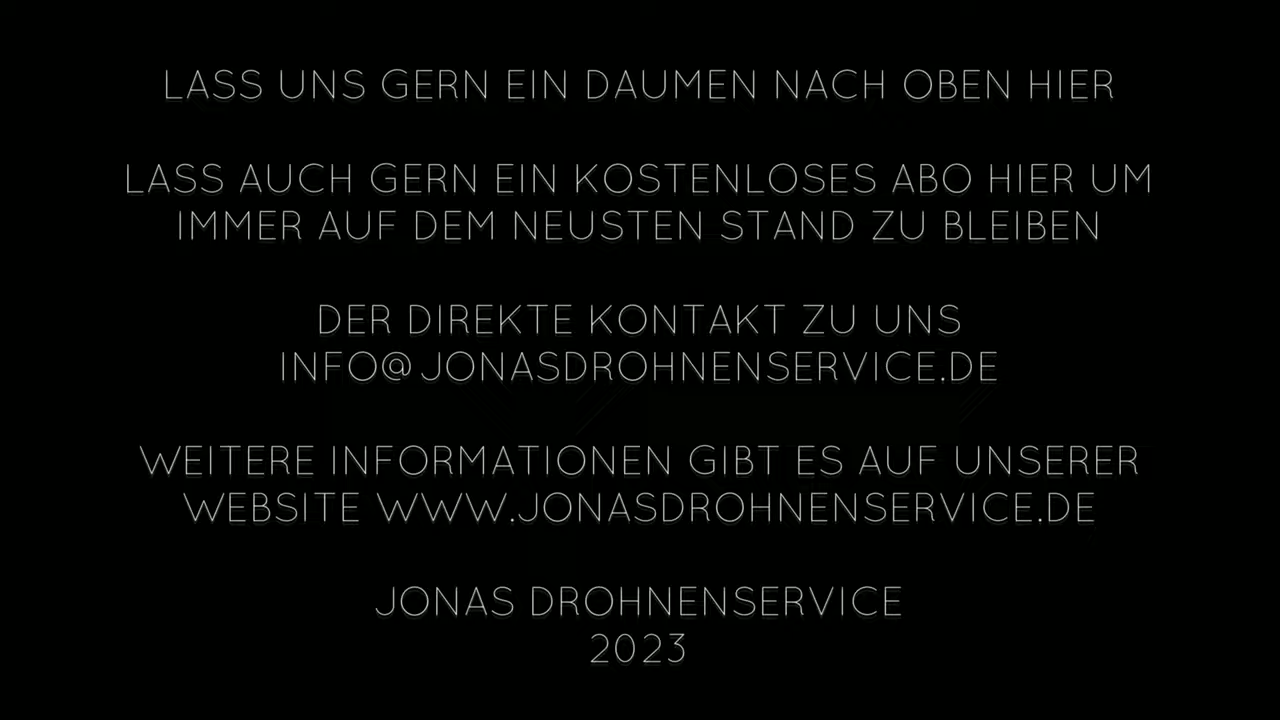 LASS UNS GERN EIN DAUMEN NACH OBEN HIER
LASS AUCH GERN EIN KOSTENLOSES ABO HIER UM
IMMER AUF DEM NEUSTEN STAND ZU BLEIBEN
DER DIREKTE KONTAKT ZU UNS
INFO@JONASDROHNENSERVICE.DE
WEITERE INFORMATIONEN GIBT ES AUF UNSERER
WEBSITE WWW.JONASDROHNENSERVICE.DE
JONAS DROHNENSERVICE
2023